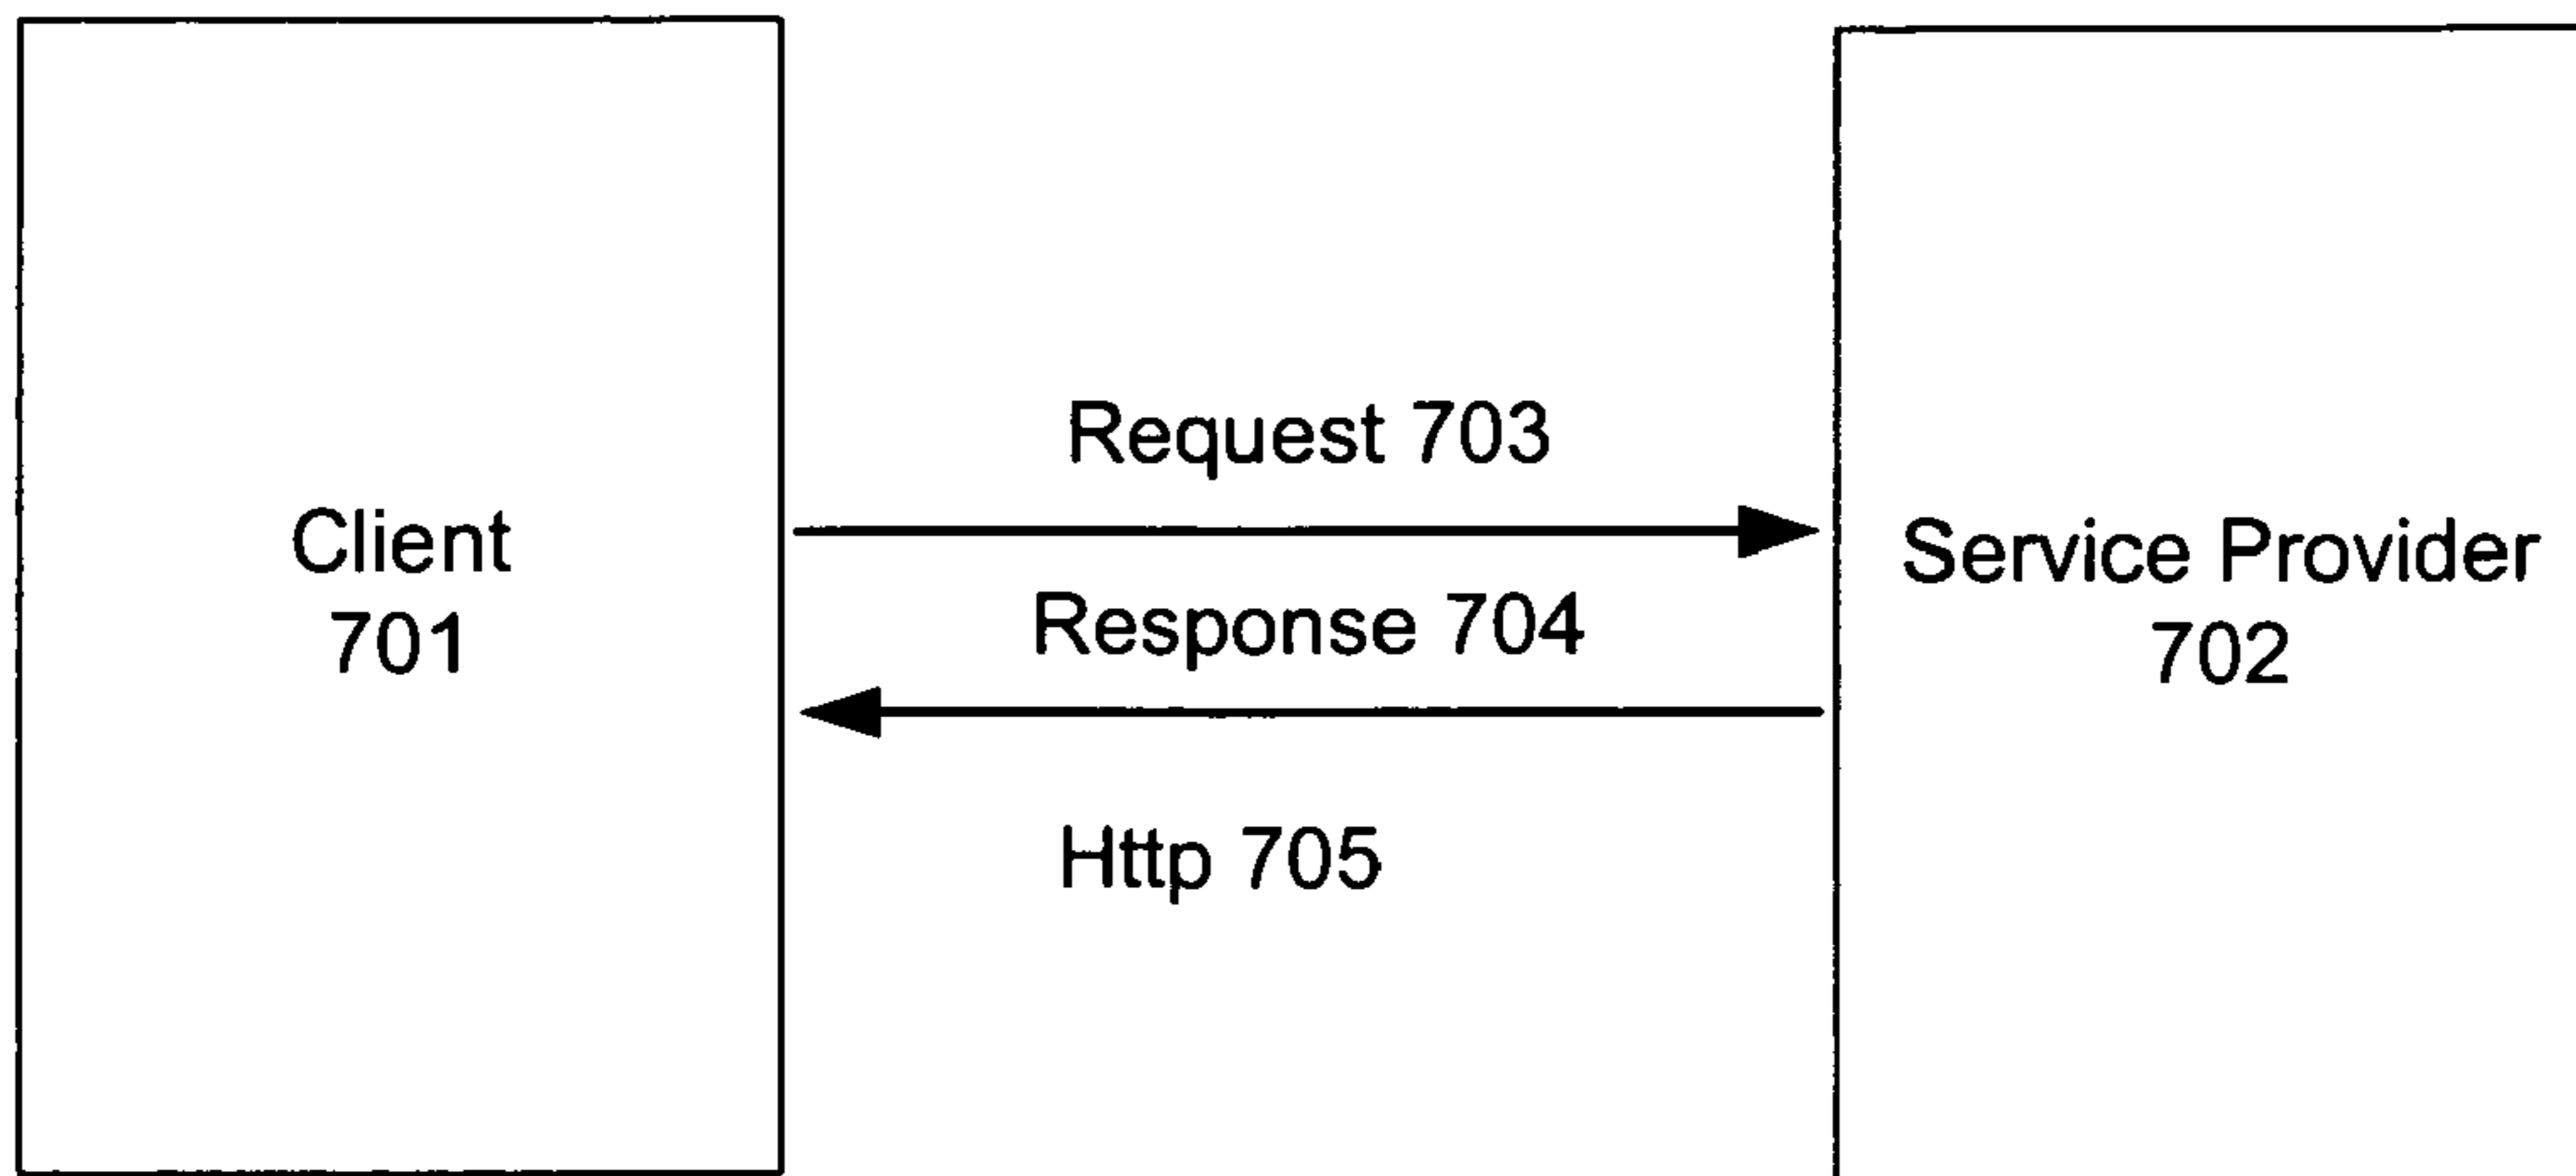 Client
701
Request 703
Response 704
Http 705
Service Provider
702